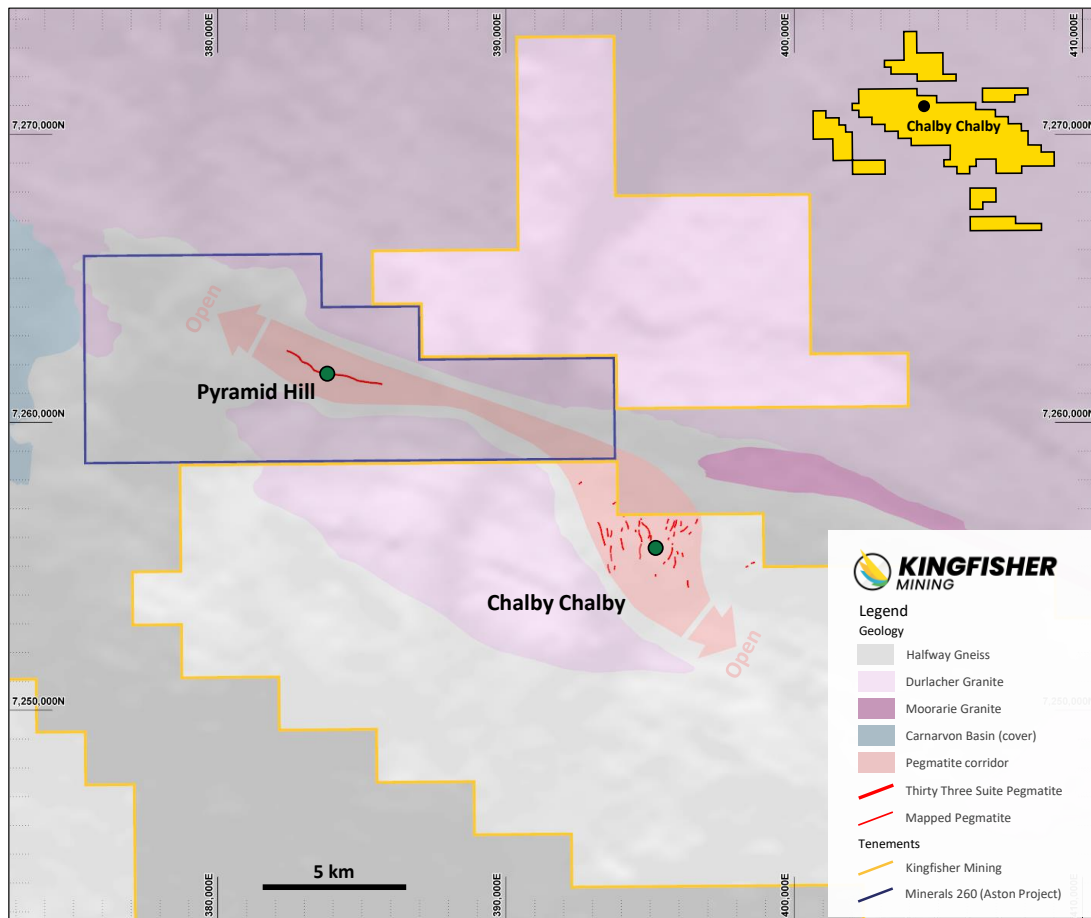 380,000E
390,000E
400,000E
410,000E
Chalby Chalby
7,270,000N
7,270,000N
Open
Pyramid Hill
7,260,000N
7,260,000N
Chalby Chalby
Open
KINGFISHER
MINING
Legend
Geology
Halfway Gneiss
Durlacher Granite
Moorarie Granite
Carnarvon Basin (cover)
Pegmatite corridor
Thirty Three Suite Pegmatite
Mapped Pegmatite
Tenements
Kingfisher Mining
Minerals 260 (Aston Project)
7,250,000N
7,250,000N
5 km
380,000E
390,000E
400,000E
410,000E